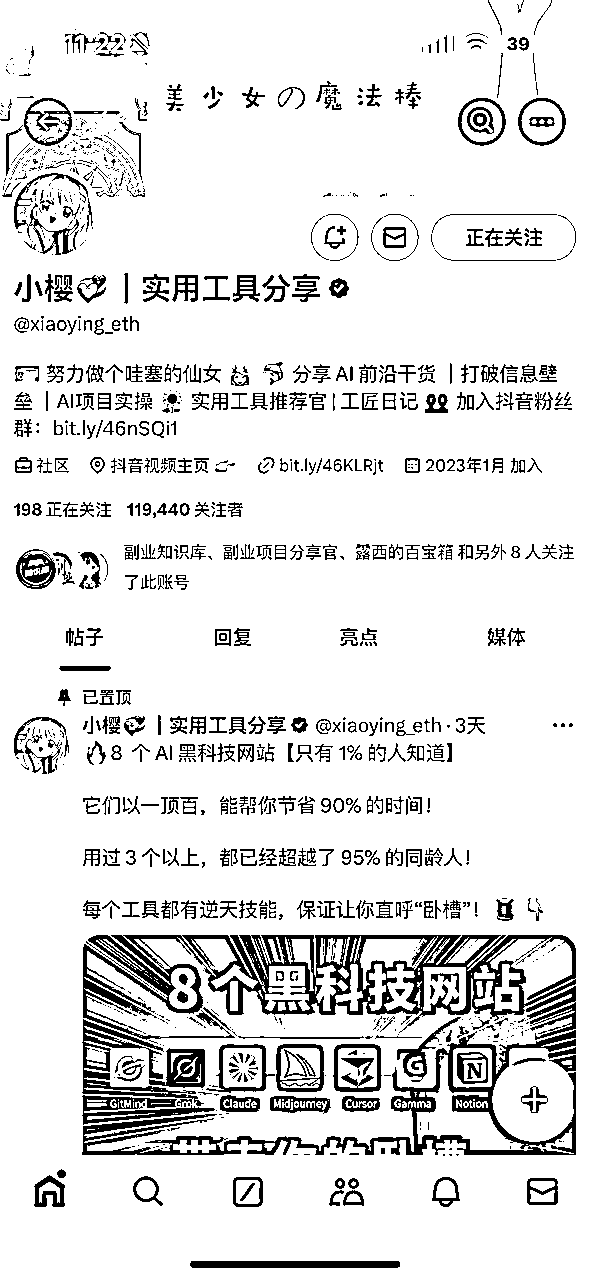 11:22
39
美少女の魔法棒
正在关注
小樱 | 实用工具分享
@xiaoying_eth
努力做个哇塞的仙女 分享 AI 前沿干货 | 打破信息壁
垒 | AI项目实操 实用工具推荐官 | 工匠日记 加入抖音粉丝
群：bit.ly/46nSQi1
社区 抖音视频主页 bit.ly/46KLRjt 2023年1月 加入
198 正在关注 119,440 关注者
副业知识库、副业项目分享官、露西的百宝箱 和另外 8 人关注
了此账号
帖子 回复 亮点 媒体
已置顶
小樱 | 实用工具分享 @xiaoying_eth · 3天
8 个 AI 黑科技网站【只有 1% 的人知道】
它们以一顶百，能帮你节省 90% 的时间！
用过 3 个以上，都已经超越了 95% 的同龄人！
每个工具都有逆天技能，保证让你直呼“卧槽”！
8个黑科技网站
GitMind Grok Claude Midjourney Cursor Gamma Notion